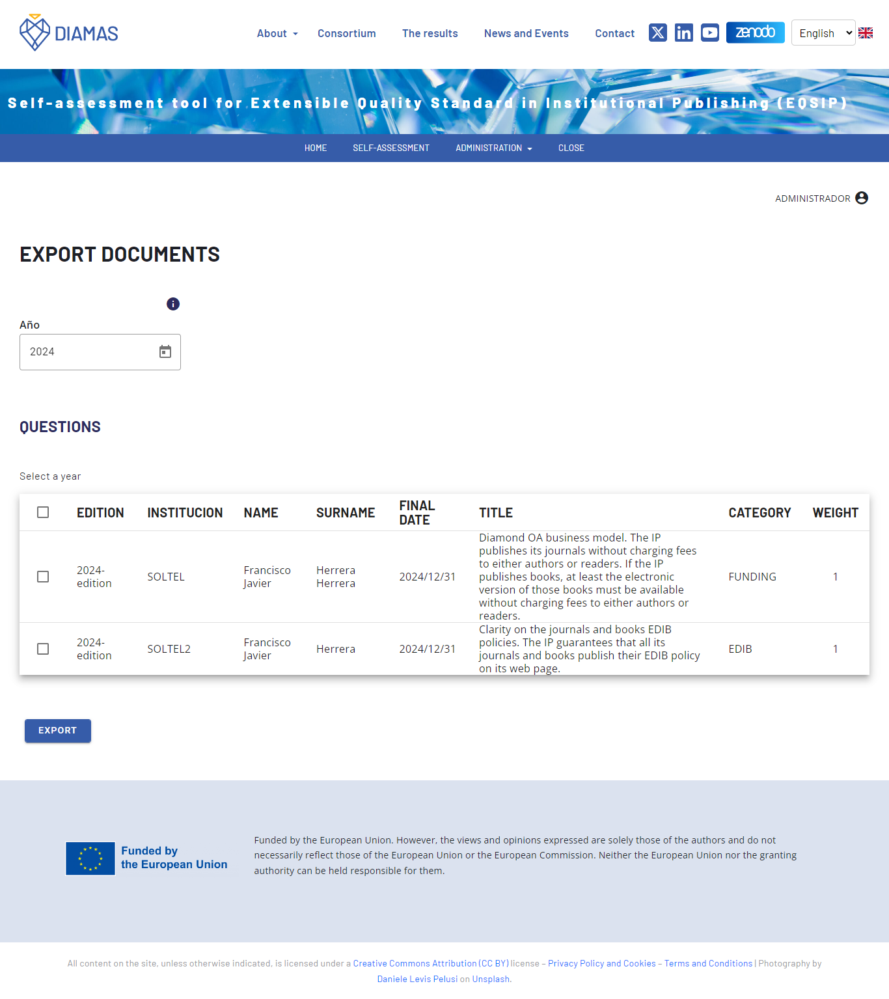 DIAMAS
About
Consortium
The results
News and Events
Contact
zenodo
English
Self-assessment tool for Extensible Quality Standard in Institutional Publishing (EQSIP)
HOME
SELF-ASSESSMENT
ADMINISTRATION
CLOSE
ADMINISTRADOR
EXPORT DOCUMENTS
Año
2024
QUESTIONS
Select a year
EDITION
INSTITUCION
NAME
SURNAME
FINAL
DATE
TITLE
CATEGORY
WEIGHT
2024-
edition
SOLTEL
Francisco
Javier
Herrera
Herrera
2024/12/31
Diamond OA business model. The IP
publishes its journals without charging fees
to either authors or readers. If the IP
publishes books, at least the electronic
version of those books must be available
without charging fees to either authors or
readers.
FUNDING
1
2024-
edition
SOLTEL2
Francisco
Javier
Herrera
2024/12/31
Clarity on the journals and books EDIB
policies. The IP guarantees that all its
journals and books publish their EDIB policy
on its web page.
EDIB
1
EXPORT
Funded by
the European Union
Funded by the European Union. However, the views and opinions expressed are solely those of the authors and do not
necessarily reflect those of the European Union or the European Commission. Neither the European Union nor the granting
authority can be held responsible for them.
All content on the site, unless otherwise indicated, is licensed under a Creative Commons Attribution (CC BY) license – Privacy Policy and Cookies – Terms and Conditions | Photography by
Daniele Levis Pelusi on Unsplash.